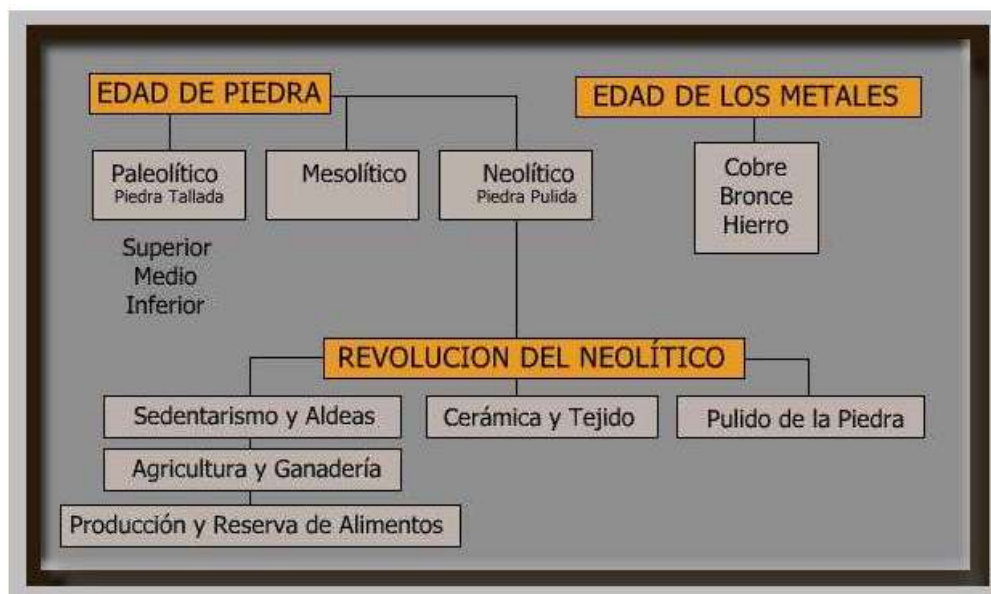 EDAD DE PIEDRA
EDAD DE LOS METALES
Paleolítico
Piedra Tallada
Mesolítico
Neolítico
Piedra Pulida
Cobre
Bronce
Hierro
Superior
Medio
Inferior
REVOLUCION DEL NEOLÍTICO
Sedentarismo y Aldeas
Cerámica y Tejido
Pulido de la Piedra
Agricultura y Ganadería
Producción y Reserva de Alimentos